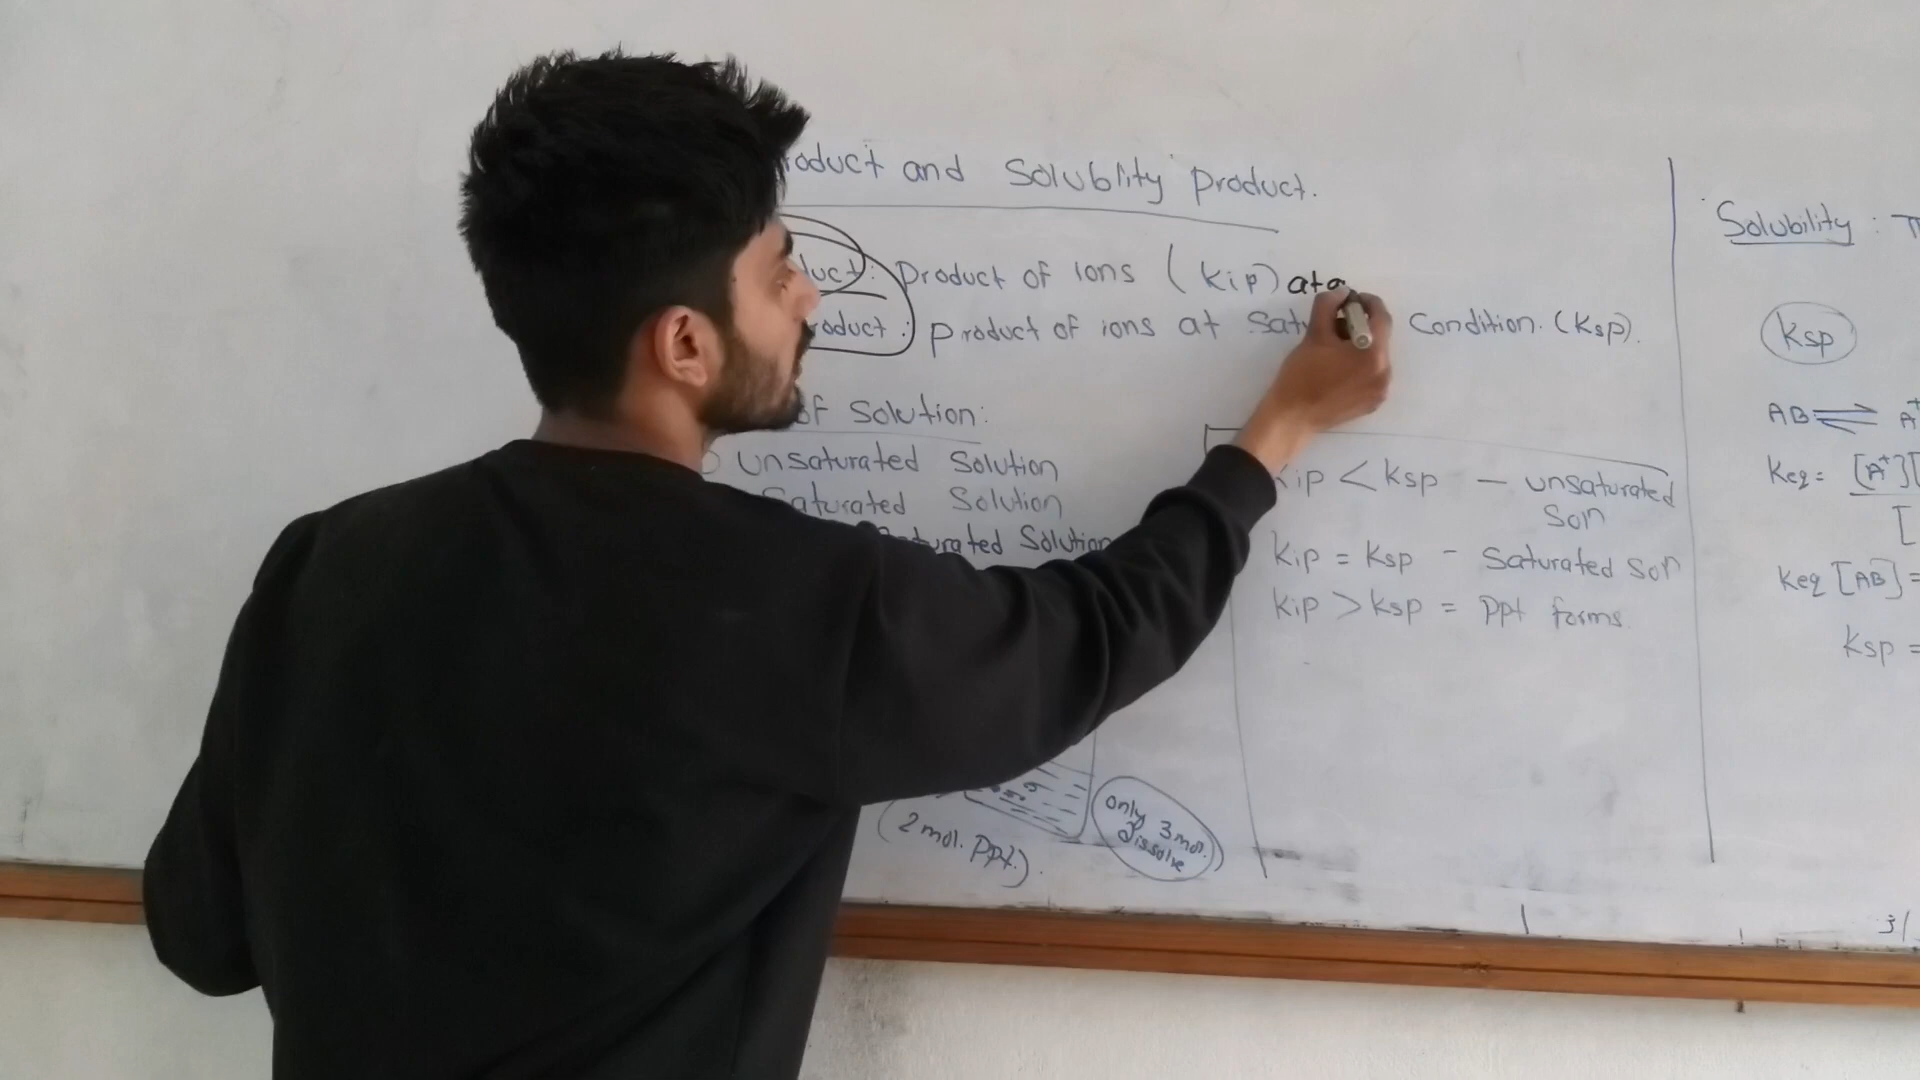 roduct and Solublity product.
duct: product of ions (Kip) at a
roduct: product of ions at Satu Condition. (Ksp).
of Solution:
unsaturated Solution
Saturated Solution
aturated Solution
Kip < Ksp – unsaturated
Soln
Kip = Ksp – Saturated Soln
Kip > Ksp = ppt forms.
(2 mol. ppt.).
only 3 mol.
dissolve
Solubility : T
Ksp
AB ⇌ A+
Keq = [A+][
[
Keq [AB] =
Ksp =